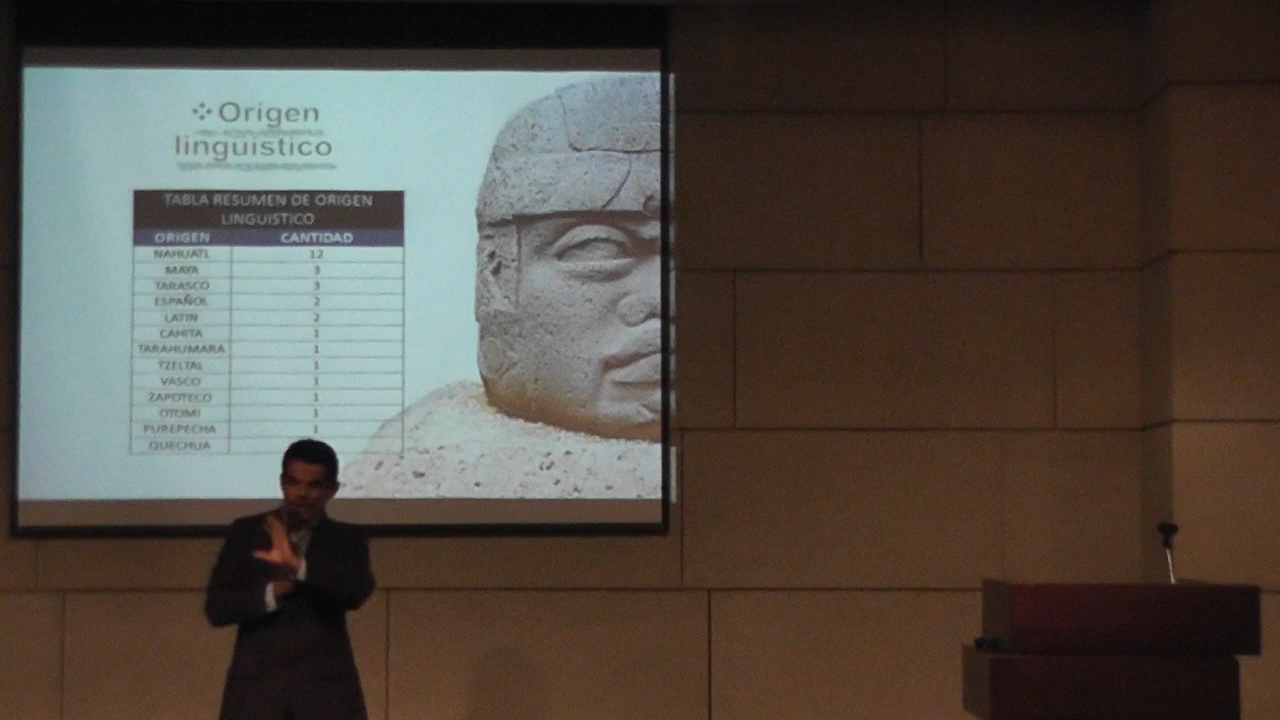 Orígen
linguistico
TABLA RESUMEN DE ORIGEN
LINGUISTICO
ORIGEN CANTIDAD
NAHUATL 12
MAYA 3
TARASCO 3
ESPAÑOL 2
LATIN 2
CAHITA 1
TARAHUMARA 1
TZELTAL 1
VASCO 1
ZAPOTECO 1
OTOMI 1
PUREPECHA 1
QUECHUA